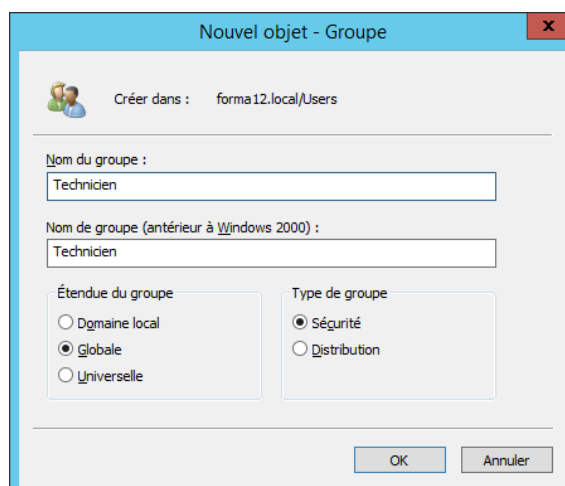 Nouvel objet - Groupe
x
Créer dans : forma12.local/Users
Nom du groupe :
Technicien
Nom de groupe (antérieur à Windows 2000) :
Technicien
Étendue du groupe
Domaine local
Globale
Universelle
Type de groupe
Sécurité
Distribution
OK Annuler